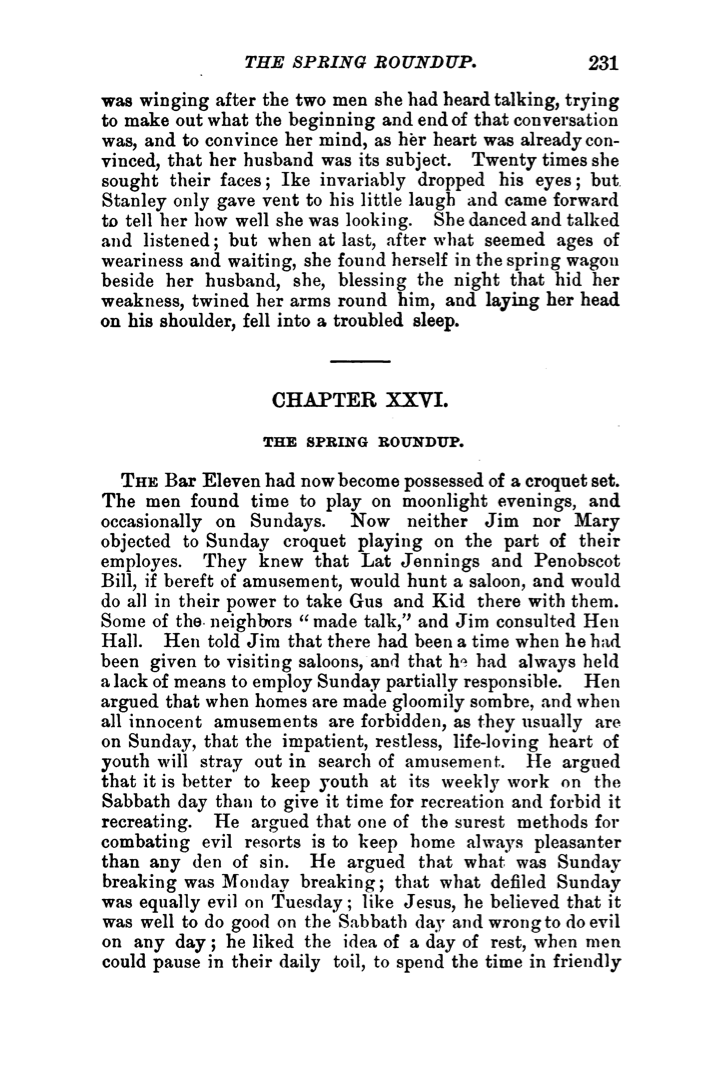 THE SPRING ROUNDUP. 231
was winging after the two men she had heard talking, trying
to make out what the beginning and end of that conversation
was, and to convince her mind, as her heart was already con-
vinced, that her husband was its subject. Twenty times she
sought their faces; Ike invariably dropped his eyes; but
Stanley only gave vent to his little laugh and came forward
to tell her how well she was looking. She danced and talked
and listened; but when at last, after what seemed ages of
weariness and waiting, she found herself in the spring wagon
beside her husband, she, blessing the night that hid her
weakness, twined her arms round him, and laying her head
on his shoulder, fell into a troubled sleep.
CHAPTER XXVI.
THE SPRING ROUNDUP.
THE Bar Eleven had now become possessed of a croquet set.
The men found time to play on moonlight evenings, and
occasionally on Sundays. Now neither Jim nor Mary
objected to Sunday croquet playing on the part of their
employes. They knew that Lat Jennings and Penobscot
Bill, if bereft of amusement, would hunt a saloon, and would
do all in their power to take Gus and Kid there with them.
Some of the neighbors “made talk,” and Jim consulted Hen
Hall. Hen told Jim that there had been a time when he had
been given to visiting saloons, and that he had always held
a lack of means to employ Sunday partially responsible. Hen
argued that when homes are made gloomily sombre, and when
all innocent amusements are forbidden, as they usually are
on Sunday, that the impatient, restless, life-loving heart of
youth will stray out in search of amusement. He argued
that it is better to keep youth at its weekly work on the
Sabbath day than to give it time for recreation and forbid it
recreating. He argued that one of the surest methods for
combating evil resorts is to keep home always pleasanter
than any den of sin. He argued that what was Sunday
breaking was Monday breaking; that what defiled Sunday
was equally evil on Tuesday; like Jesus, he believed that it
was well to do good on the Sabbath day and wrong to do evil
on any day; he liked the idea of a day of rest, when men
could pause in their daily toil, to spend the time in friendly